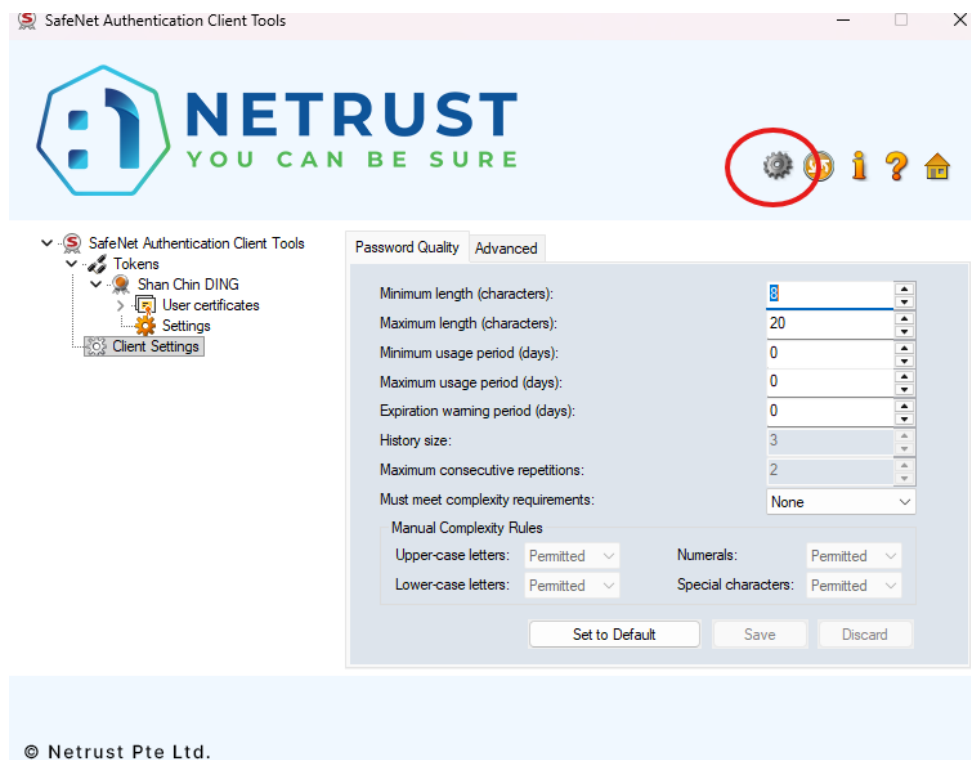 SafeNet Authentication Client Tools
NETRUST
YOU CAN BE SURE
SafeNet Authentication Client Tools
Tokens
Shan Chin DING
User certificates
Settings
Client Settings
Password Quality Advanced
Minimum length (characters): 8
Maximum length (characters): 20
Minimum usage period (days): 0
Maximum usage period (days): 0
Expiration warning period (days): 0
History size: 3
Maximum consecutive repetitions: 2
Must meet complexity requirements: None
Manual Complexity Rules
Upper-case letters: Permitted Numerals: Permitted
Lower-case letters: Permitted Special characters: Permitted
Set to Default Save Discard
© Netrust Pte Ltd.